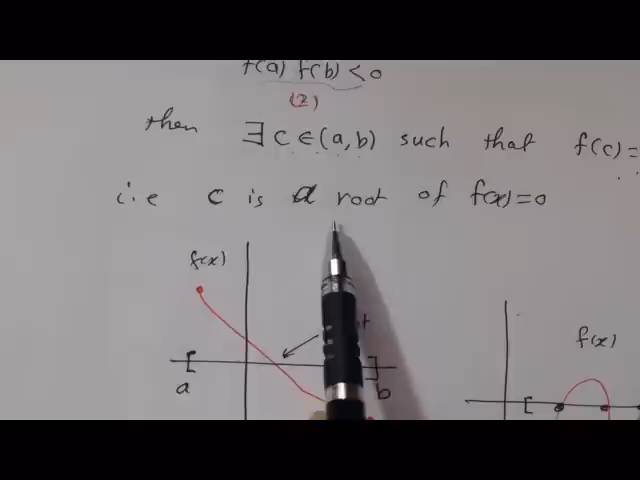 f(a) f(b) < 0
(2)
then ∃ c ∈ (a, b) such that f(c) =
i.e c is a root of f(x) = 0
f(x)
f(x)
[ ]
a b
[